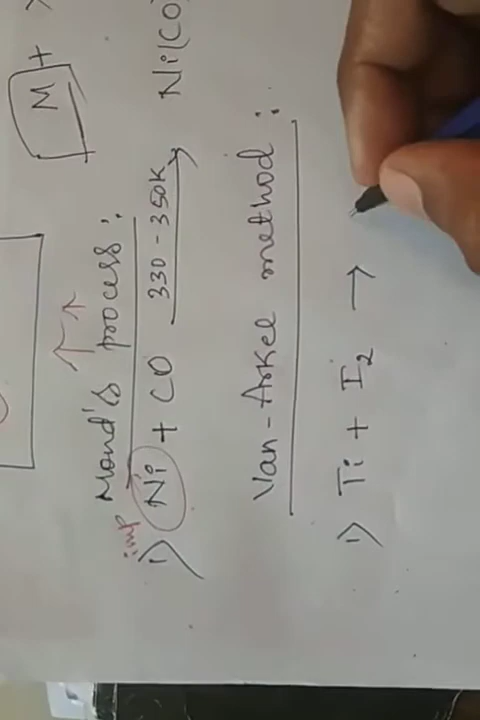 M +
Mond's process :
imp
1) Ni + CO 330 - 350K → Ni(CO)
Van-Arkel method :
1) Ti + I2 →